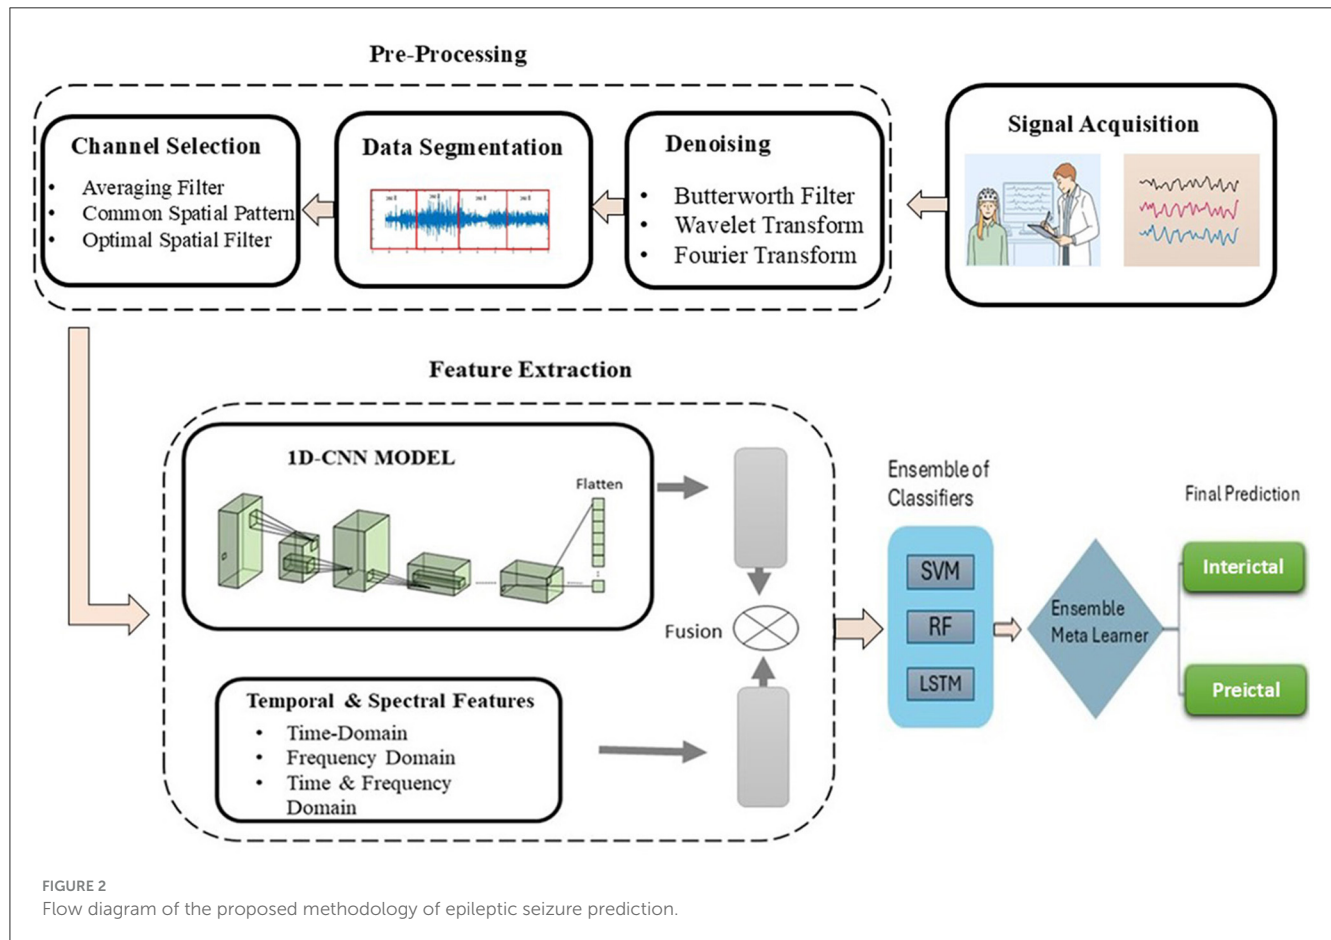 Pre-Processing
Channel Selection
• Averaging Filter
• Common Spatial Pattern
• Optimal Spatial Filter
Data Segmentation
Denoising
• Butterworth Filter
• Wavelet Transform
• Fourier Transform
Signal Acquisition
Feature Extraction
1D-CNN MODEL
Flatten
Fusion
Temporal & Spectral Features
• Time-Domain
• Frequency Domain
• Time & Frequency
Domain
Ensemble of
Classifiers
SVM
RF
LSTM
Ensemble
Meta Learner
Final Prediction
Interictal
Preictal
FIGURE 2
Flow diagram of the proposed methodology of epileptic seizure prediction.